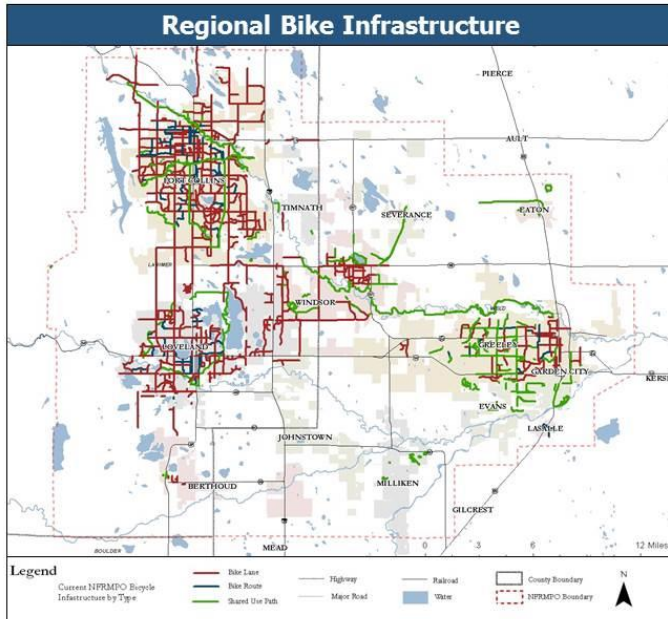 Regional Bike Infrastructure
PIERCE
AULT
FORT COLLINS
TIMNATH
SEVERANCE
EATON
LARIMER
WINDSOR
WELD
LOVELAND
GREELEY
GARDEN CITY
KERSEY
EVANS
LASALLE
JOHNSTOWN
BERTHOUD
MILLIKEN
GILCREST
BOULDER
MEAD
0 3 6 12 Miles
Legend
Current NFRMPO Bicycle
Infrastructure by Type
Bike Lane
Bike Route
Shared Use Path
Highway
Major Road
Railroad
Water
County Boundary
NFRMPO Boundary
N